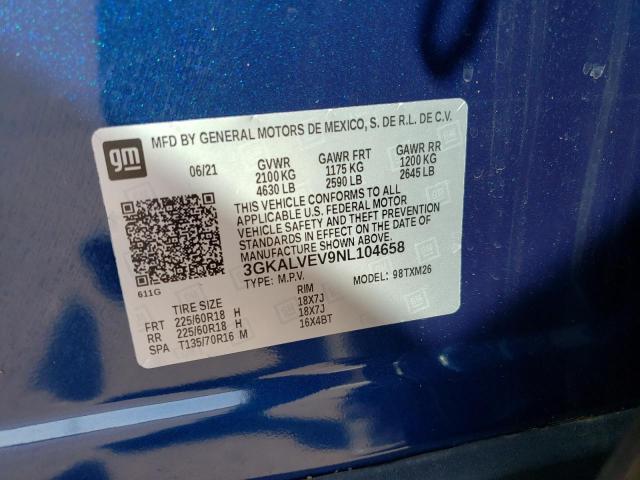 gm
MFD BY GENERAL MOTORS DE MEXICO, S. DE R.L. DE C.V.
06/21 GVWR GAWR FRT GAWR RR
2100 KG 1175 KG 1200 KG
4630 LB 2590 LB 2645 LB
THIS VEHICLE CONFORMS TO ALL
APPLICABLE U.S. FEDERAL MOTOR
VEHICLE SAFETY AND THEFT PREVENTION
STANDARDS IN EFFECT ON THE DATE OF
MANUFACTURE SHOWN ABOVE.
3GKALVEV9NL104658
611G TYPE: M.P.V. MODEL: 98TXM26
TIRE SIZE RIM
FRT 225/60R18 H 18X7J
RR 225/60R18 H 18X7J
SPA T135/70R16 M 16X4BT